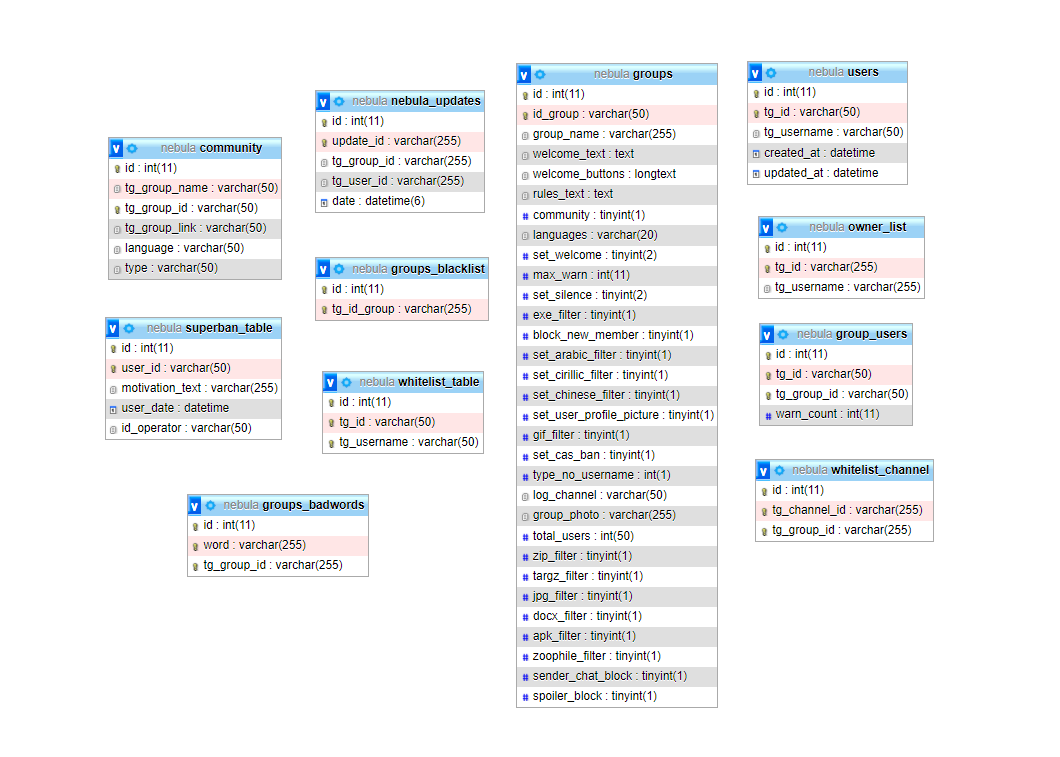 nebula community
id : int(11)
tg_group_name : varchar(50)
tg_group_id : varchar(50)
tg_group_link : varchar(50)
language : varchar(50)
type : varchar(50)
nebula superban_table
id : int(11)
user_id : varchar(50)
motivation_text : varchar(255)
user_date : datetime
id_operator : varchar(50)
nebula groups_badwords
id : int(11)
word : varchar(255)
tg_group_id : varchar(255)
nebula nebula_updates
id : int(11)
update_id : varchar(255)
tg_group_id : varchar(255)
tg_user_id : varchar(255)
date : datetime(6)
nebula groups_blacklist
id : int(11)
tg_id_group : varchar(255)
nebula whitelist_table
id : int(11)
tg_id : varchar(50)
tg_username : varchar(50)
nebula groups
id : int(11)
id_group : varchar(50)
group_name : varchar(255)
welcome_text : text
welcome_buttons : longtext
rules_text : text
community : tinyint(1)
languages : varchar(20)
set_welcome : tinyint(2)
max_warn : int(11)
set_silence : tinyint(2)
exe_filter : tinyint(1)
block_new_member : tinyint(1)
set_arabic_filter : tinyint(1)
set_cirillic_filter : tinyint(1)
set_chinese_filter : tinyint(1)
set_user_profile_picture : tinyint(1)
gif_filter : tinyint(1)
set_cas_ban : tinyint(1)
type_no_username : int(1)
log_channel : varchar(50)
group_photo : varchar(255)
total_users : int(50)
zip_filter : tinyint(1)
targz_filter : tinyint(1)
jpg_filter : tinyint(1)
docx_filter : tinyint(1)
apk_filter : tinyint(1)
zoophile_filter : tinyint(1)
sender_chat_block : tinyint(1)
spoiler_block : tinyint(1)
nebula users
id : int(11)
tg_id : varchar(50)
tg_username : varchar(50)
created_at : datetime
updated_at : datetime
nebula owner_list
id : int(11)
tg_id : varchar(255)
tg_username : varchar(255)
nebula group_users
id : int(11)
tg_id : varchar(50)
tg_group_id : varchar(50)
warn_count : int(11)
nebula whitelist_channel
id : int(11)
tg_channel_id : varchar(255)
tg_group_id : varchar(255)